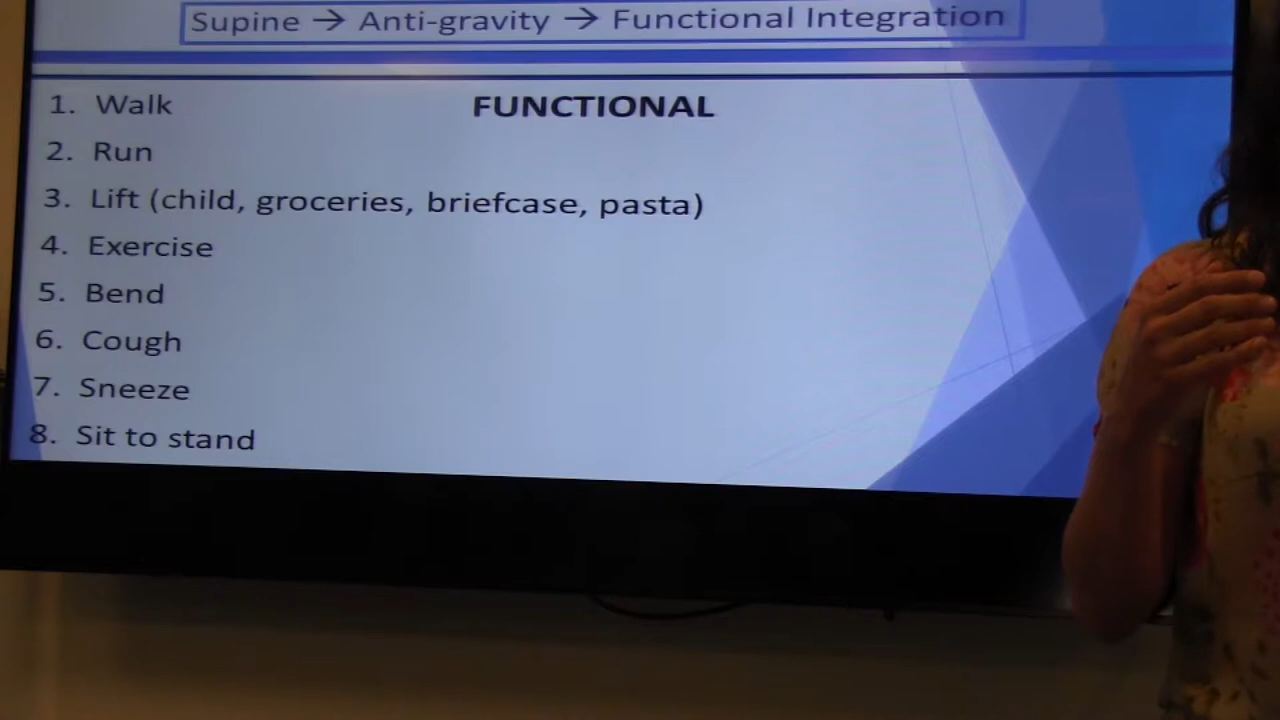 Supine → Anti-gravity → Functional Integration
FUNCTIONAL
1. Walk
2. Run
3. Lift (child, groceries, briefcase, pasta)
4. Exercise
5. Bend
6. Cough
7. Sneeze
8. Sit to stand